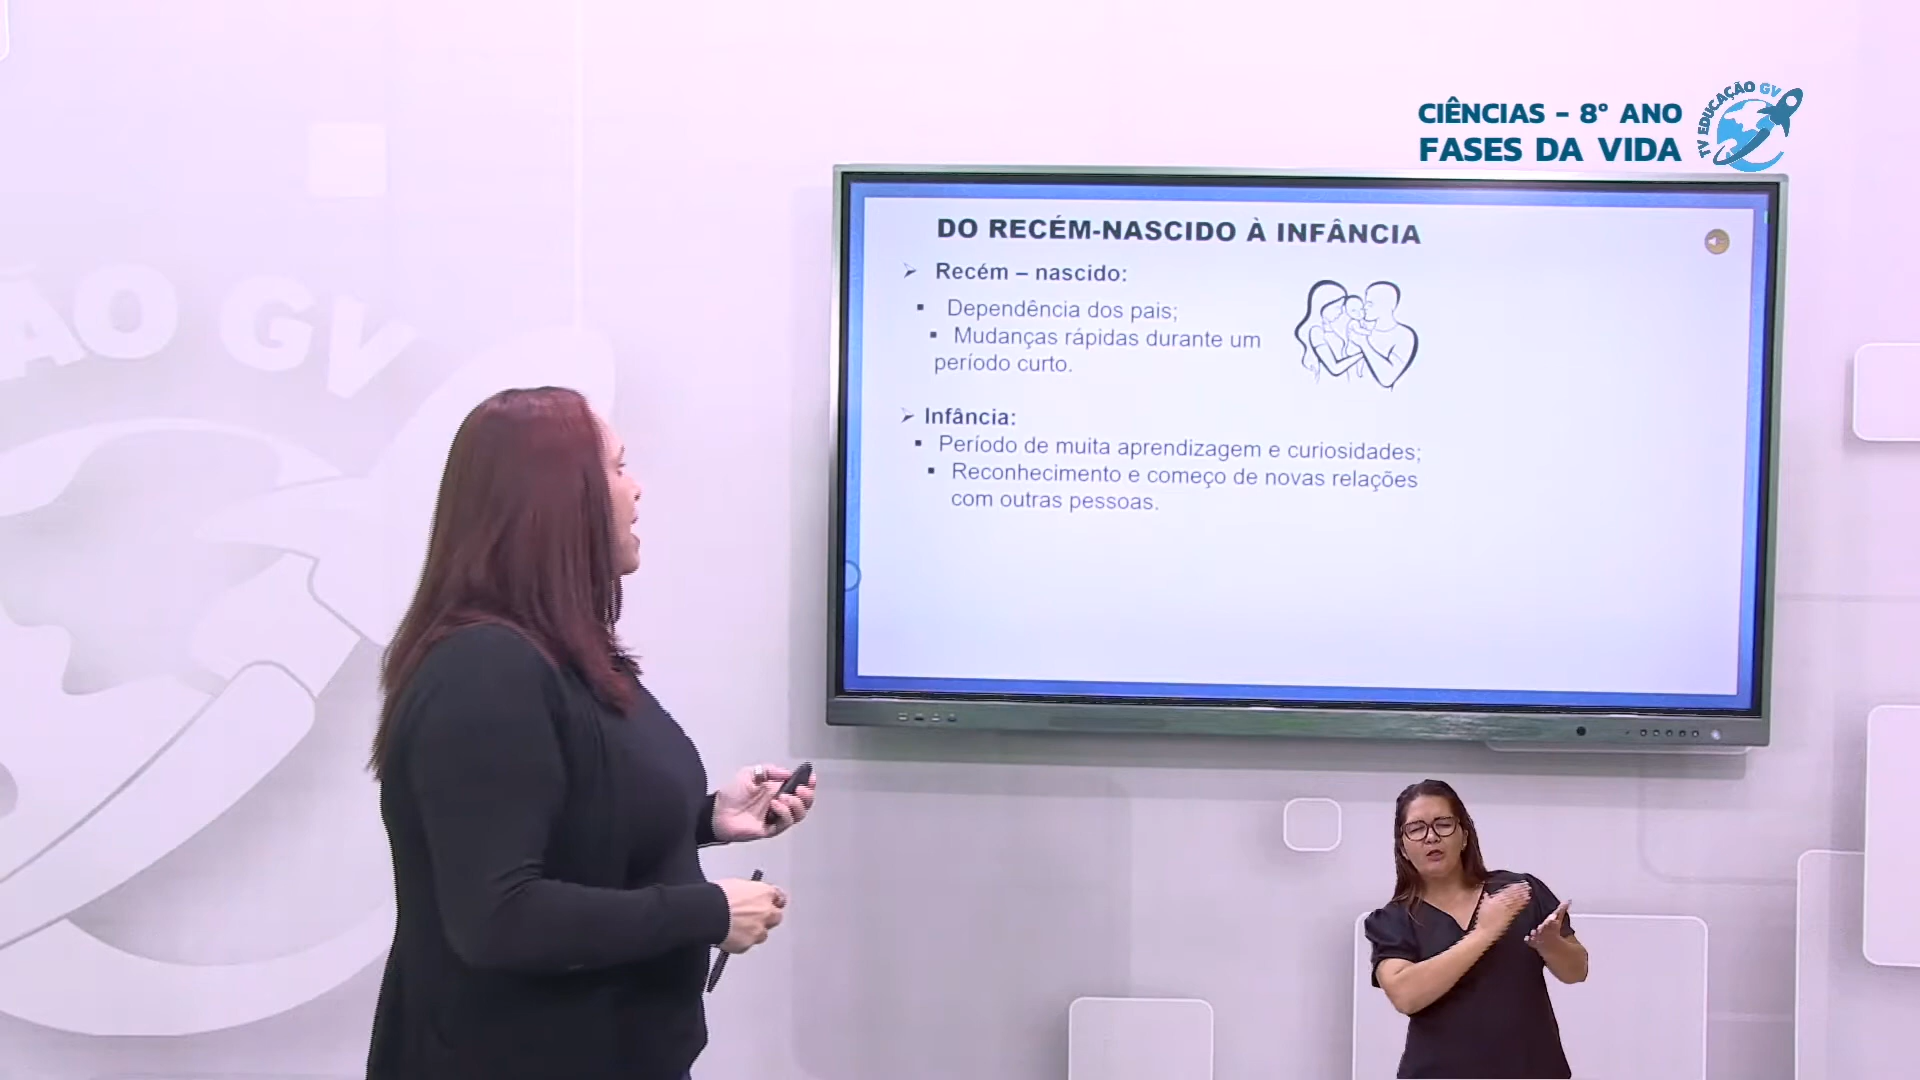 CIÊNCIAS - 8° ANO
FASES DA VIDA
TV EDUCAÇÃO GV
DO RECÉM-NASCIDO À INFÂNCIA
➢ Recém – nascido:
▪ Dependência dos pais;
▪ Mudanças rápidas durante um
período curto.
➢ Infância:
▪ Período de muita aprendizagem e curiosidades;
▪ Reconhecimento e começo de novas relações
com outras pessoas.
ÃO GV